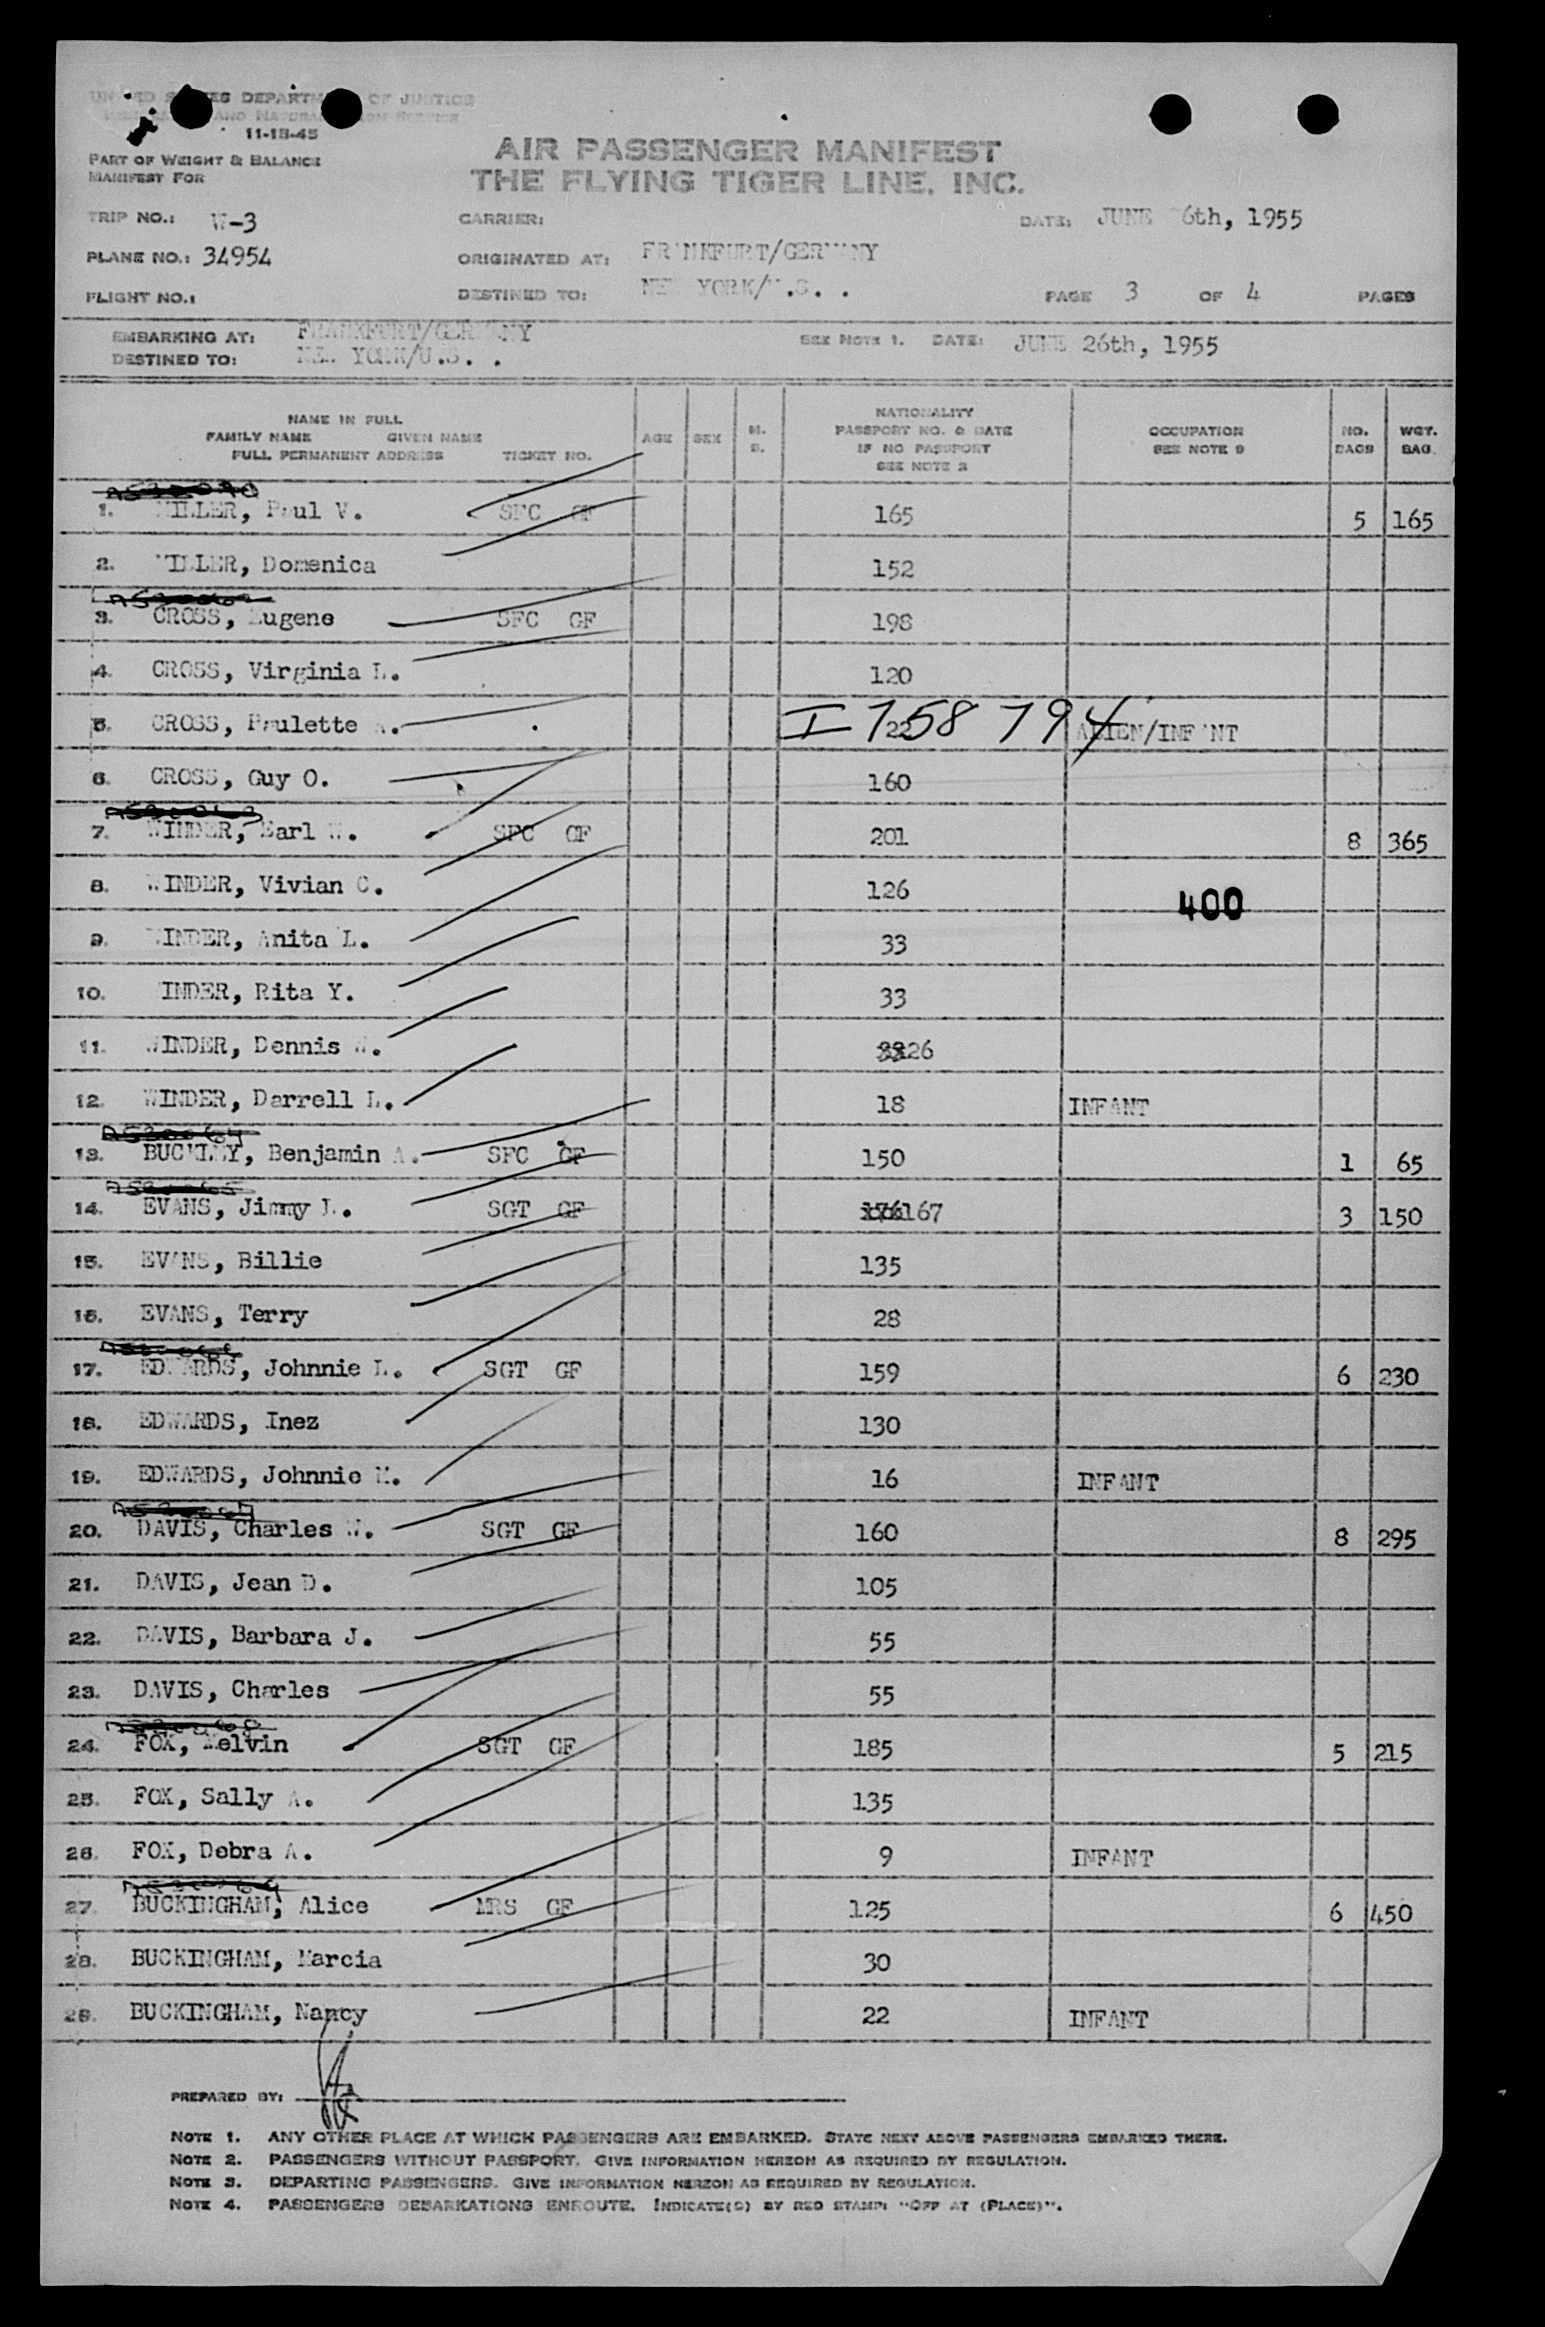 UNITED STATES DEPARTMENT OF JUSTICE
AND NATURALIZATION SERVICE
11-15-45
PART OF WEIGHT & BALANCE
MANIFEST FOR
AIR PASSENGER MANIFEST
THE FLYING TIGER LINE, INC.
TRIP NO.: W-3 CARRIER: DATE: JUNE 26th, 1955
PLANE NO.: 34954 ORIGINATED AT: FRANKFURT/GERMANY
FLIGHT NO.: DESTINED TO: NEW YORK/U.S. . PAGE 3 OF 4 PAGES
EMBARKING AT: FRANKFURT/GERMANY SEE NOTE 1. DATE: JUNE 26th, 1955
DESTINED TO: NEW YORK/U.S. .
NAME IN FULL
FAMILY NAME GIVEN NAME
FULL PERMANENT ADDRESS TICKET NO. AGE SEX M. S. NATIONALITY PASSPORT NO. & DATE IF NO PASSPORT SEE NOTE 2 OCCUPATION SEE NOTE 9 NO. BAGS WGT. BAG.
1. MILLER, Paul V. SFC GF 165 5 165
2. MILLER, Domenica 152
3. CROSS, Eugene SFC GF 198
4. CROSS, Virginia L. 120
5. CROSS, Paulette A. 22 I 758 794 ALIEN/INFANT
6. CROSS, Guy O. 160
7. WINDER, Earl W. SFC GF 201 8 365
8. WINDER, Vivian C. 126
400
9. WINDER, Anita L. 33
10. WINDER, Rita Y. 33
11. WINDER, Dennis W. 26
12. WINDER, Darrell L. 18 INFANT
13. BUCKLEY, Benjamin A. SFC GF 150 1 65
14. EVANS, Jimmy L. SGT GF 167 3 150
15. EVANS, Billie 135
16. EVANS, Terry 28
17. EDWARDS, Johnnie L. SGT GF 159 6 230
18. EDWARDS, Inez 130
19. EDWARDS, Johnnie M. 16 INFANT
20. DAVIS, Charles W. SGT GF 160 8 295
21. DAVIS, Jean D. 105
22. DAVIS, Barbara J. 55
23. DAVIS, Charles 55
24. FOX, Melvin SGT GF 185 5 215
25. FOX, Sally A. 135
26. FOX, Debra A. 9 INFANT
27. BUCKINGHAM, Alice MRS GF 125 6 450
28. BUCKINGHAM, Marcia 30
29. BUCKINGHAM, Nancy 22 INFANT
PREPARED BY:
NOTE 1. ANY OTHER PLACE AT WHICH PASSENGERS ARE EMBARKED. STATE NEXT ABOVE PASSENGERS EMBARKED THERE.
NOTE 2. PASSENGERS WITHOUT PASSPORT. GIVE INFORMATION HEREON AS REQUIRED BY REGULATION.
NOTE 3. DEPARTING PASSENGERS. GIVE INFORMATION HEREON AS REQUIRED BY REGULATION.
NOTE 4. PASSENGERS DEBARKATIONS ENROUTE. INDICATE(D) BY RED STAMP: "OFF AT (PLACE)".